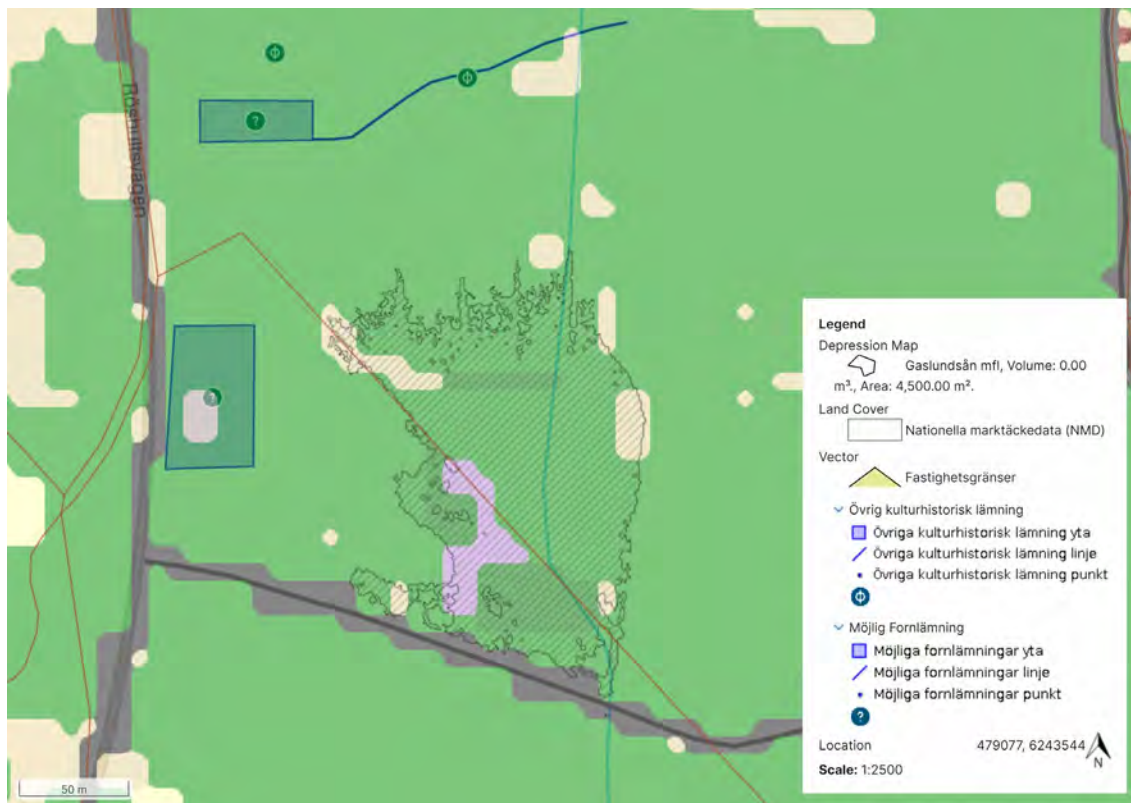 Röshultsvägen
Legend
Depression Map
Gaslundsån mfl, Volume: 0.00
m³., Area: 4,500.00 m².
Land Cover
Nationella marktäckedata (NMD)
Vector
Fastighetsgränser
Övrig kulturhistorisk lämning
Övriga kulturhistorisk lämning yta
Övriga kulturhistorisk lämning linje
Övriga kulturhistorisk lämning punkt
Möjlig Fornlämning
Möjliga fornlämningar yta
Möjliga fornlämningar linje
Möjliga fornlämningar punkt
?
Location 479077, 6243544
N
Scale: 1:2500
50 m